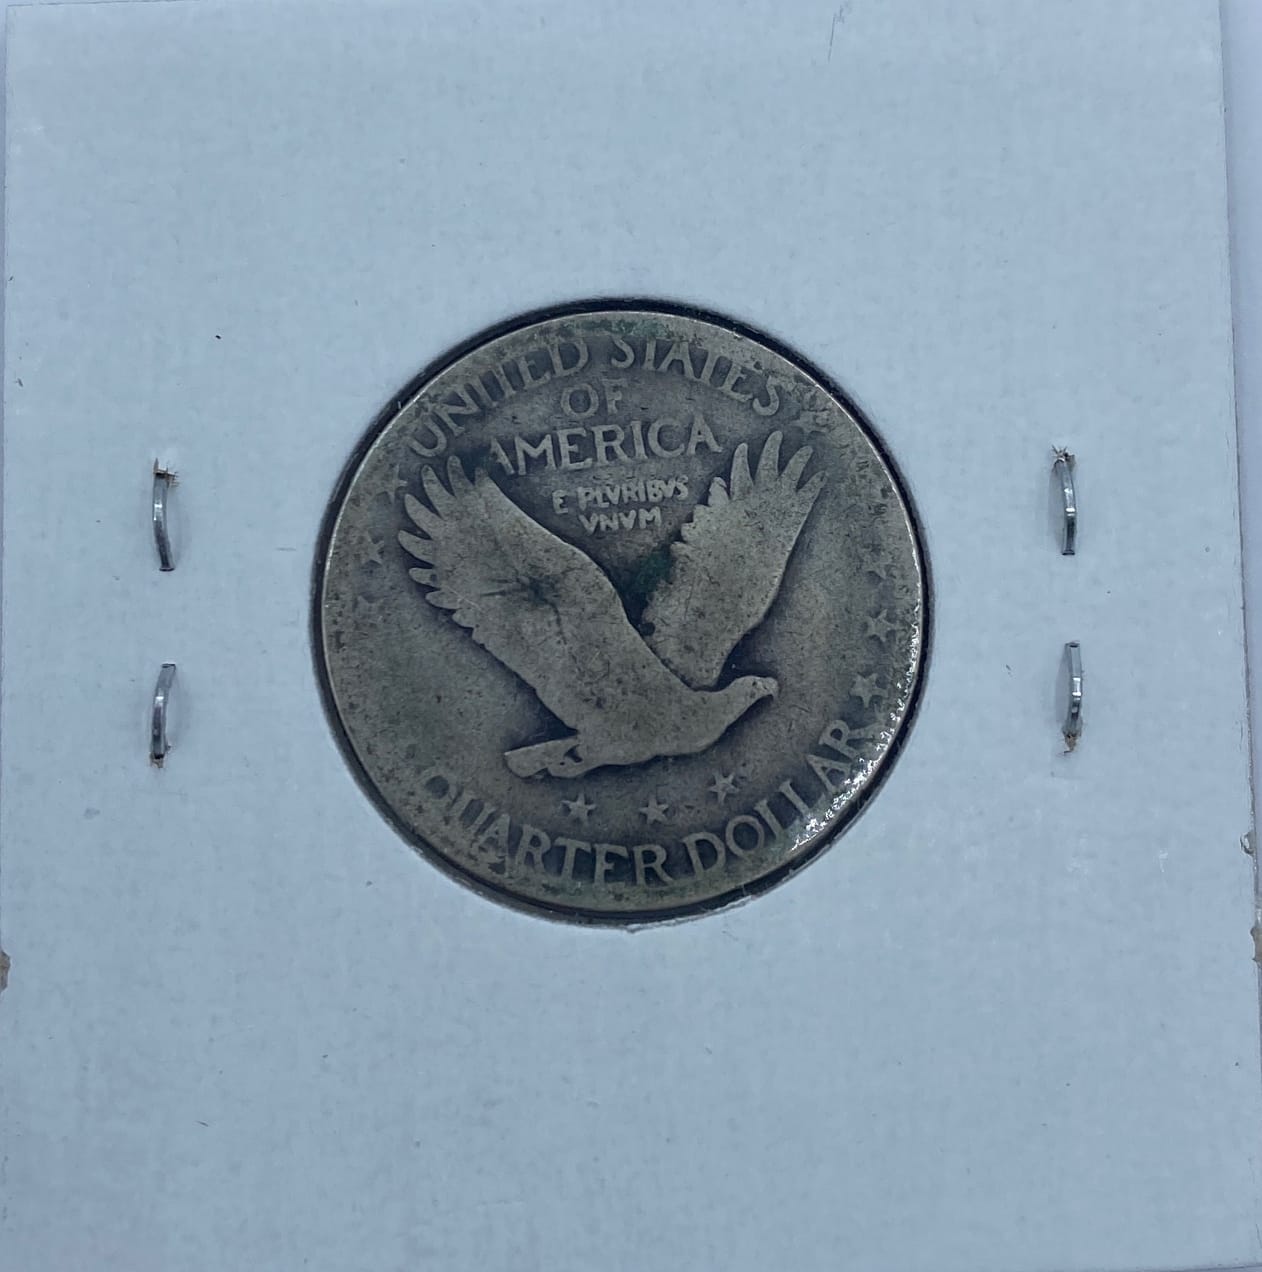 UNITED STATES
OF
AMERICA
E PLVRIBVS
VNVM
QUARTER DOLLAR